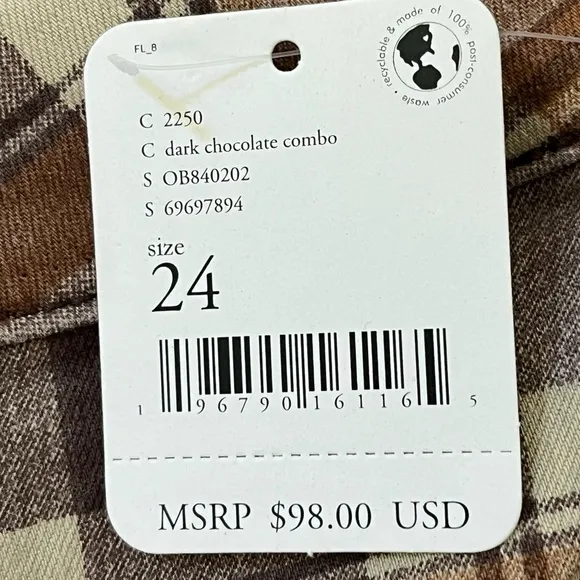 FL_8
recyclable & made of 100% post-consumer waste •
C 2250
C dark chocolate combo
S OB840202
S 69697894
size
24
1 96790 16116 5
MSRP $98.00 USD